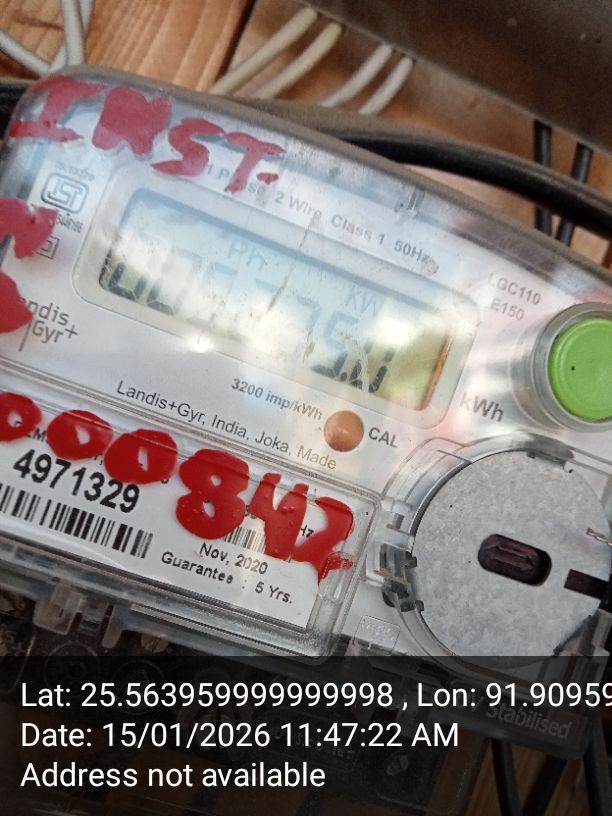 INST.
1 Phase 2 Wire Class 1 50Hz
LGC110
E150
Landis+
Gyr+
kW
kWh
3200 imp/kWh
CAL
Landis+Gyr, India, Joka, Made
000842
4971329
Hz
Nov, 2020
Guarantee : 5 Yrs.
Stabilised
Lat: 25.563959999999998 , Lon: 91.90959
Date: 15/01/2026 11:47:22 AM
Address not available